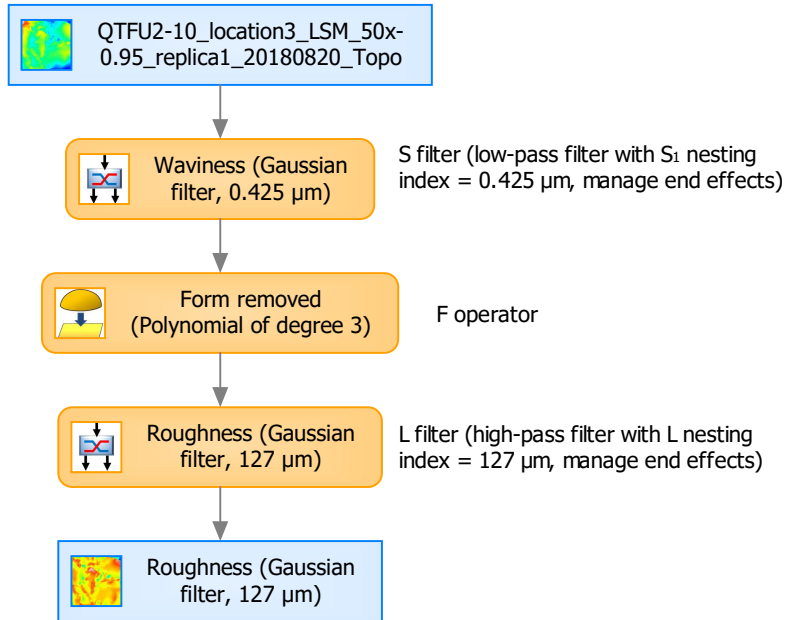 QTFU2-10_location3_LSM_50x-
0.95_replica1_20180820_Topo
Waviness (Gaussian
filter, 0.425 µm)
S filter (low-pass filter with S₁ nesting
index = 0.425 µm, manage end effects)
Form removed
(Polynomial of degree 3)
F operator
Roughness (Gaussian
filter, 127 µm)
L filter (high-pass filter with L nesting
index = 127 µm, manage end effects)
Roughness (Gaussian
filter, 127 µm)